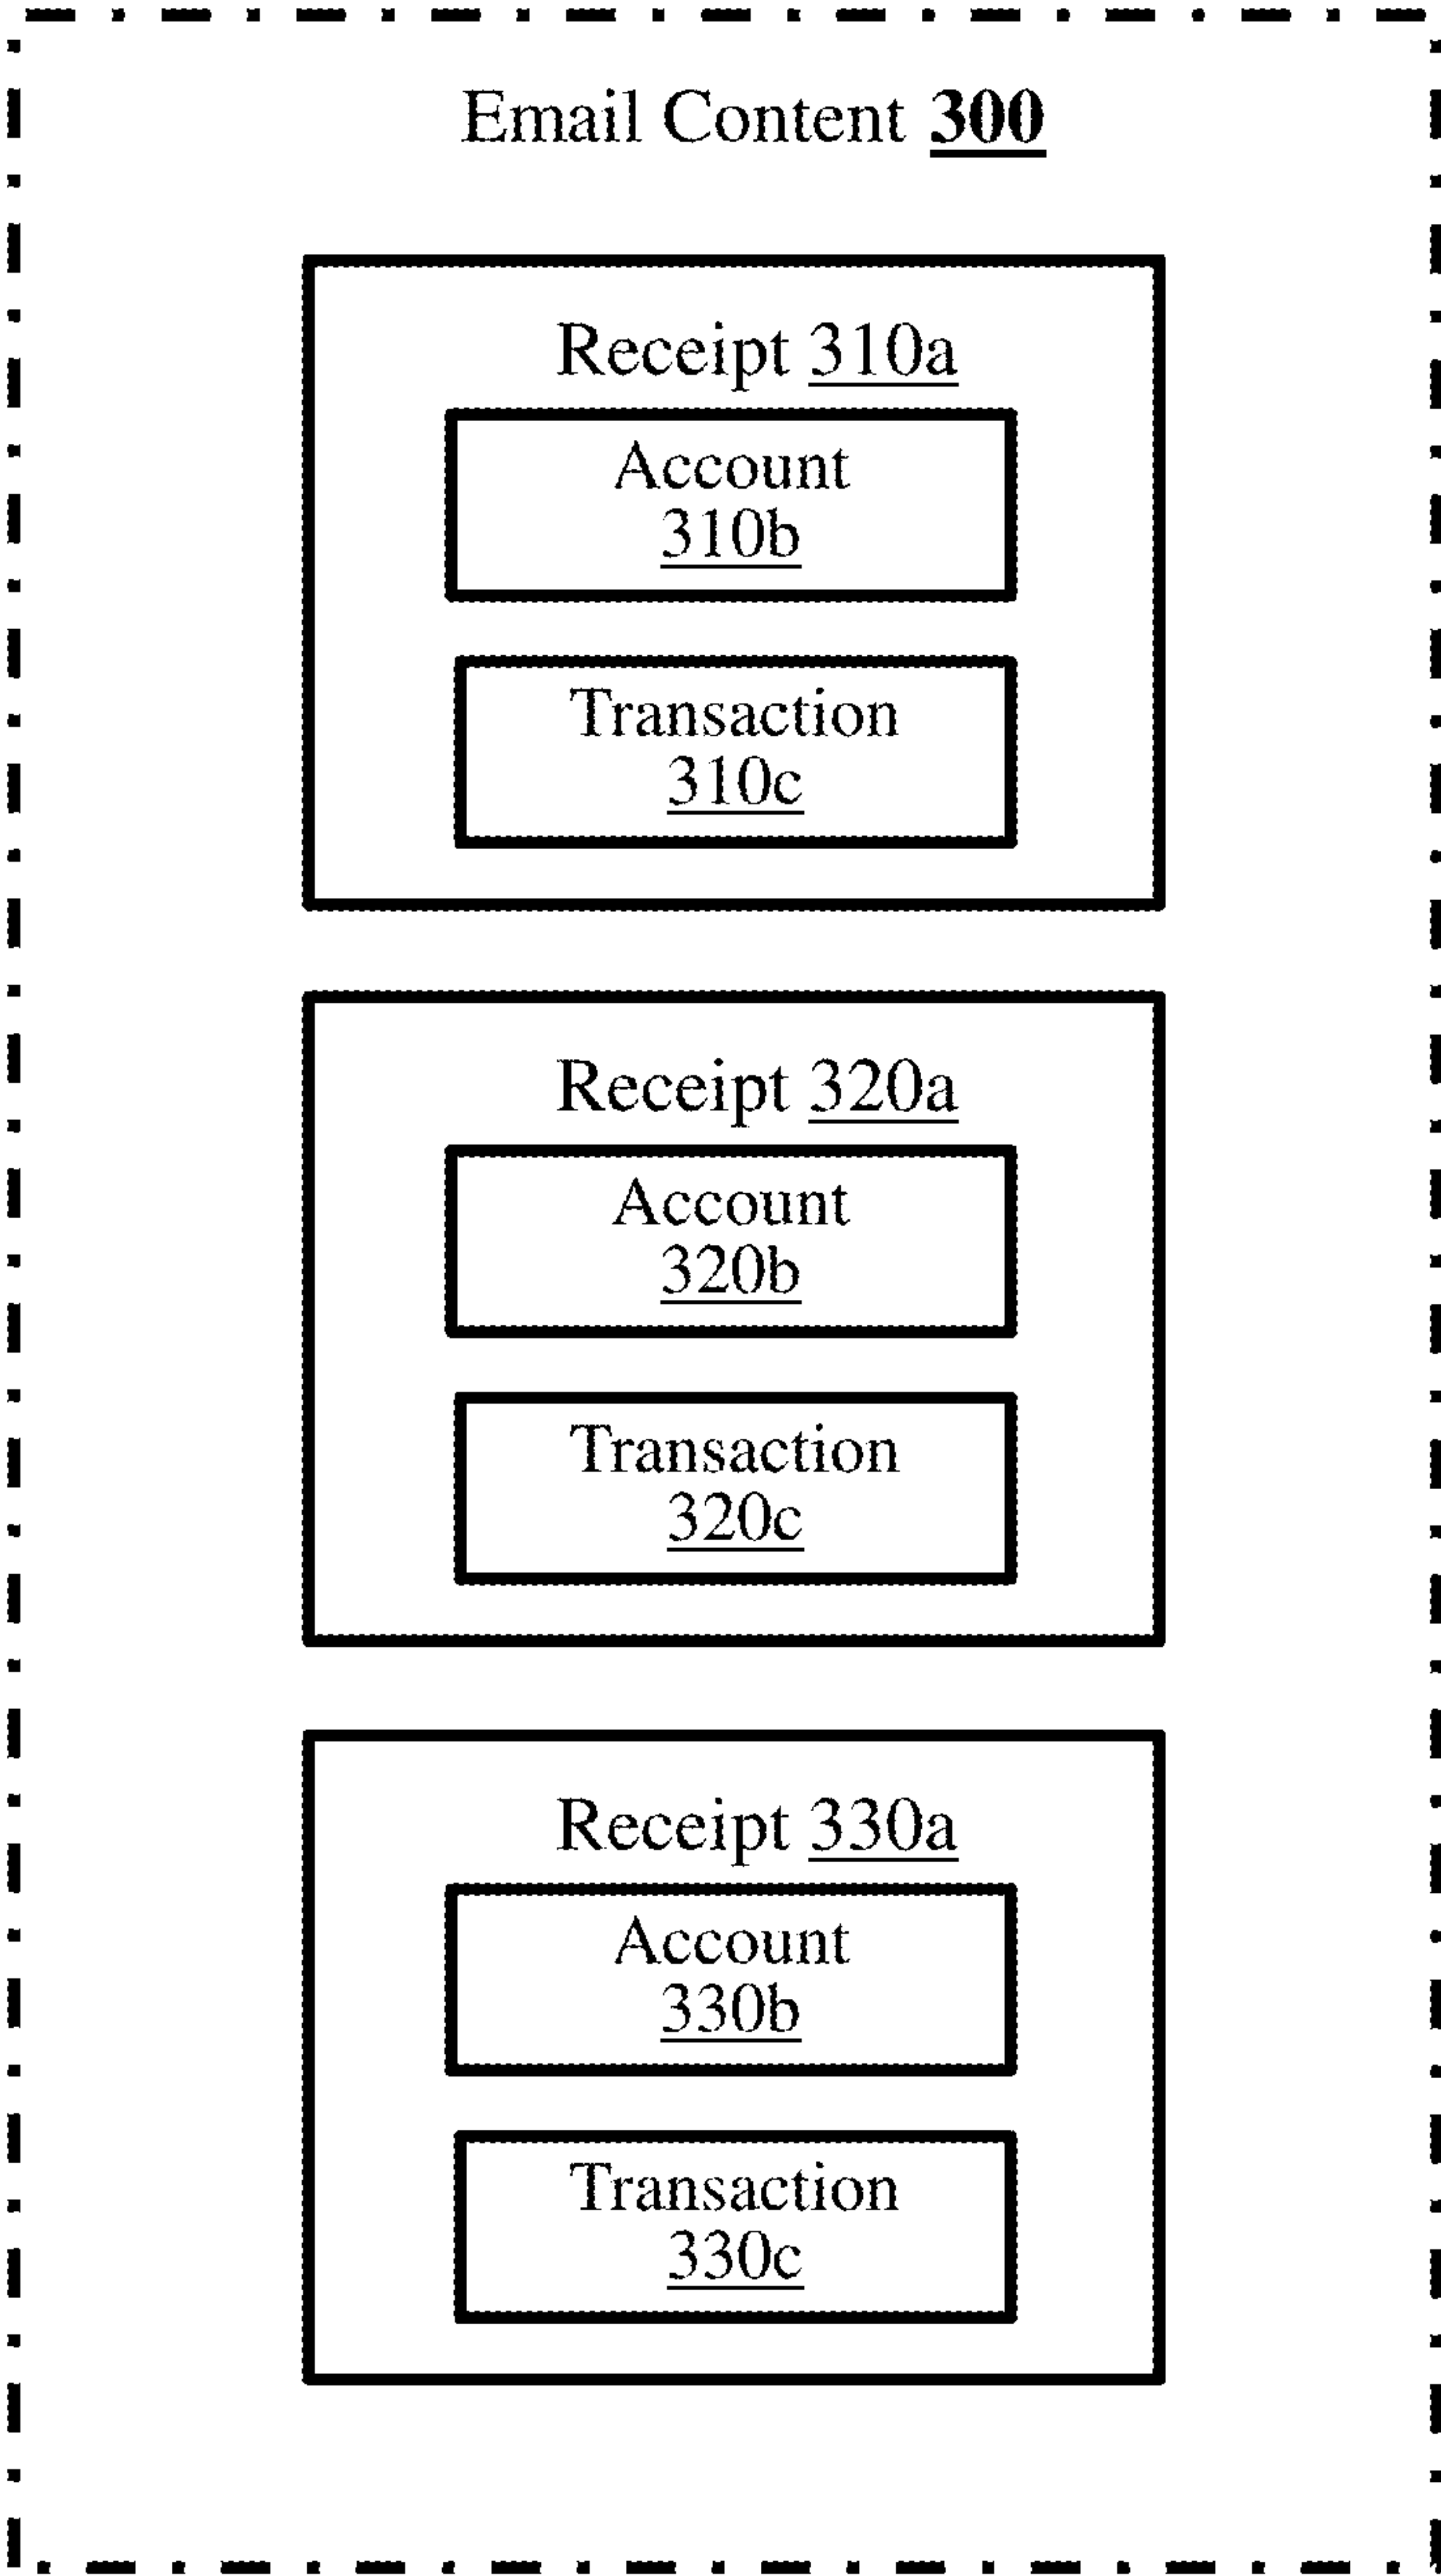 Email Content 300
Receipt 310a
Account
310b
Transaction
310c
Receipt 320a
Account
320b
Transaction
320c
Receipt 330a
Account
330b
Transaction
330c